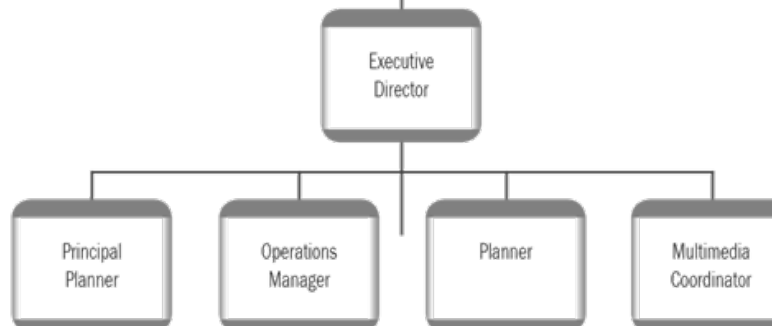 Executive
Director
Principal
Planner
Operations
Manager
Planner
Multimedia
Coordinator